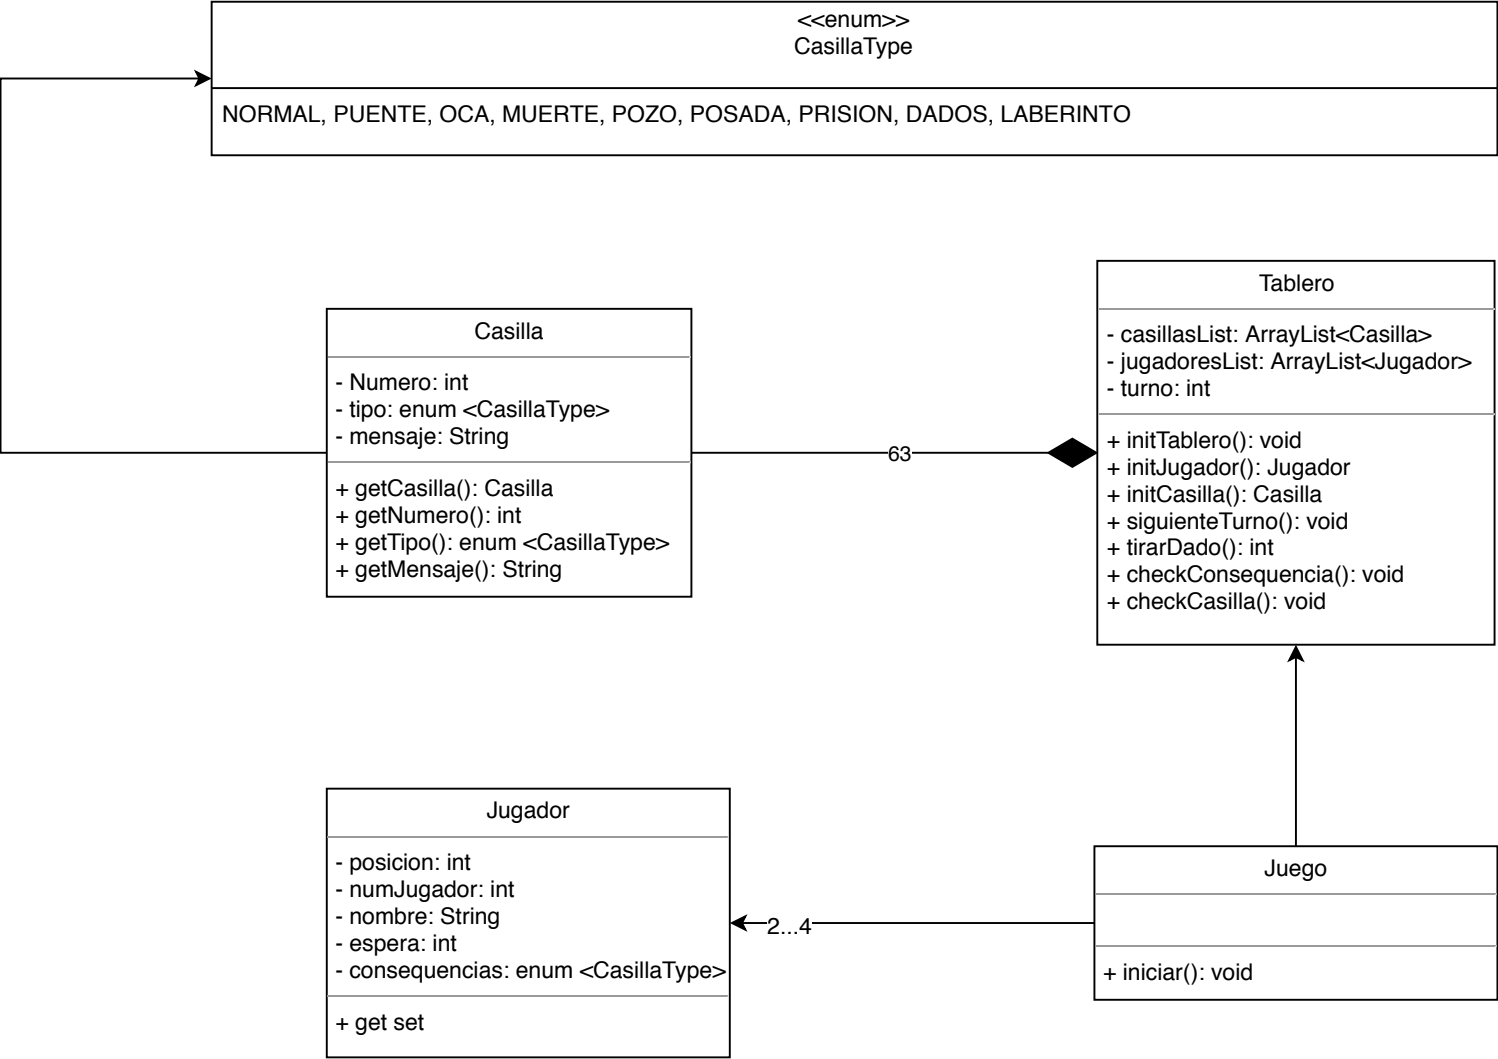 <<enum>>
CasillaType
NORMAL, PUENTE, OCA, MUERTE, POZO, POSADA, PRISION, DADOS, LABERINTO
Casilla
- Numero: int
- tipo: enum <CasillaType>
- mensaje: String
+ getCasilla(): Casilla
+ getNumero(): int
+ getTipo(): enum <CasillaType>
+ getMensaje(): String
63
Tablero
- casillasList: ArrayList<Casilla>
- jugadoresList: ArrayList<Jugador>
- turno: int
+ initTablero(): void
+ initJugador(): Jugador
+ initCasilla(): Casilla
+ siguienteTurno(): void
+ tirarDado(): int
+ checkConsequencia(): void
+ checkCasilla(): void
Jugador
- posicion: int
- numJugador: int
- nombre: String
- espera: int
- consequencias: enum <CasillaType>
+ get set
2...4
Juego
+ iniciar(): void